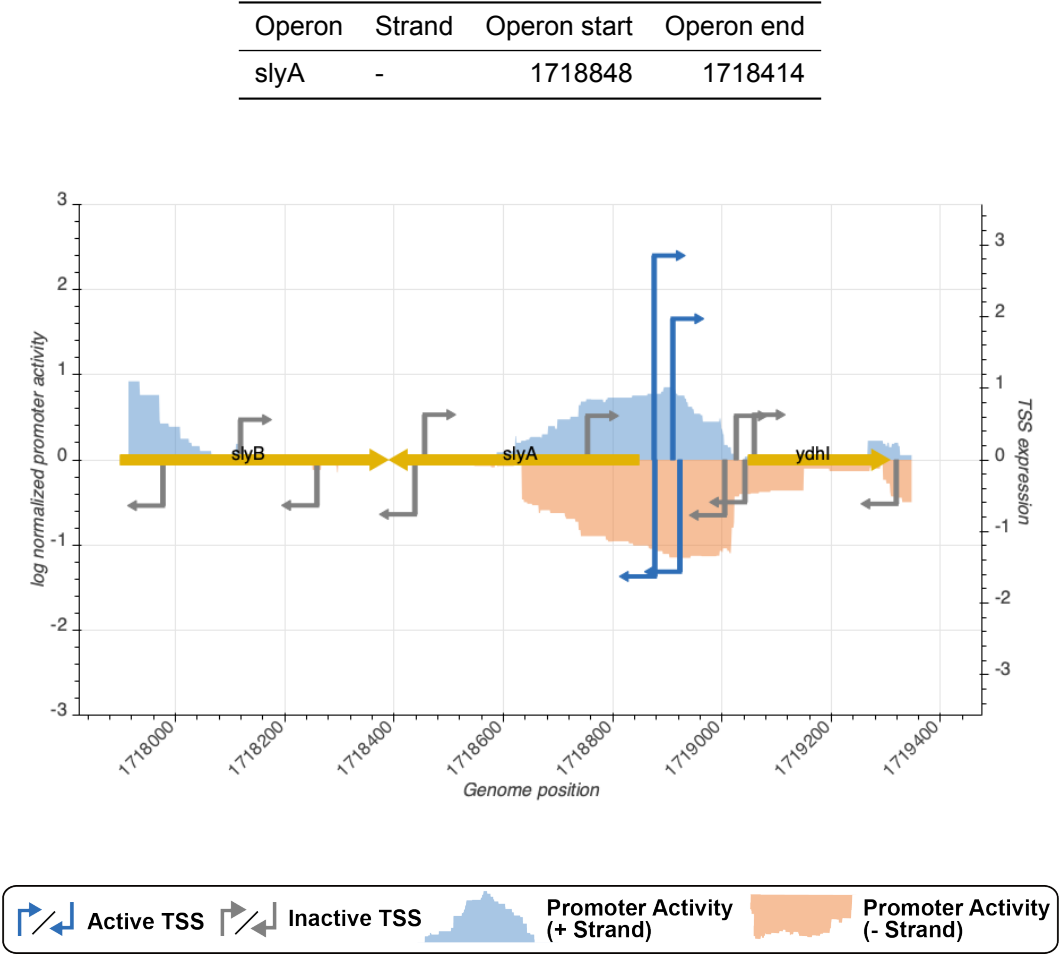 Operon Strand Operon start Operon end
slyA - 1718848 1718414
3
2
1
0
-1
-2
-3
log normalized promoter activity
3
2
1
0
-1
-2
-3
TSS expression
slyB slyA ydhI
1718000 1718200 1718400 1718600 1718800 1719000 1719200 1719400
Genome position
Active TSS
Inactive TSS
Promoter Activity
(+ Strand)
Promoter Activity
(- Strand)